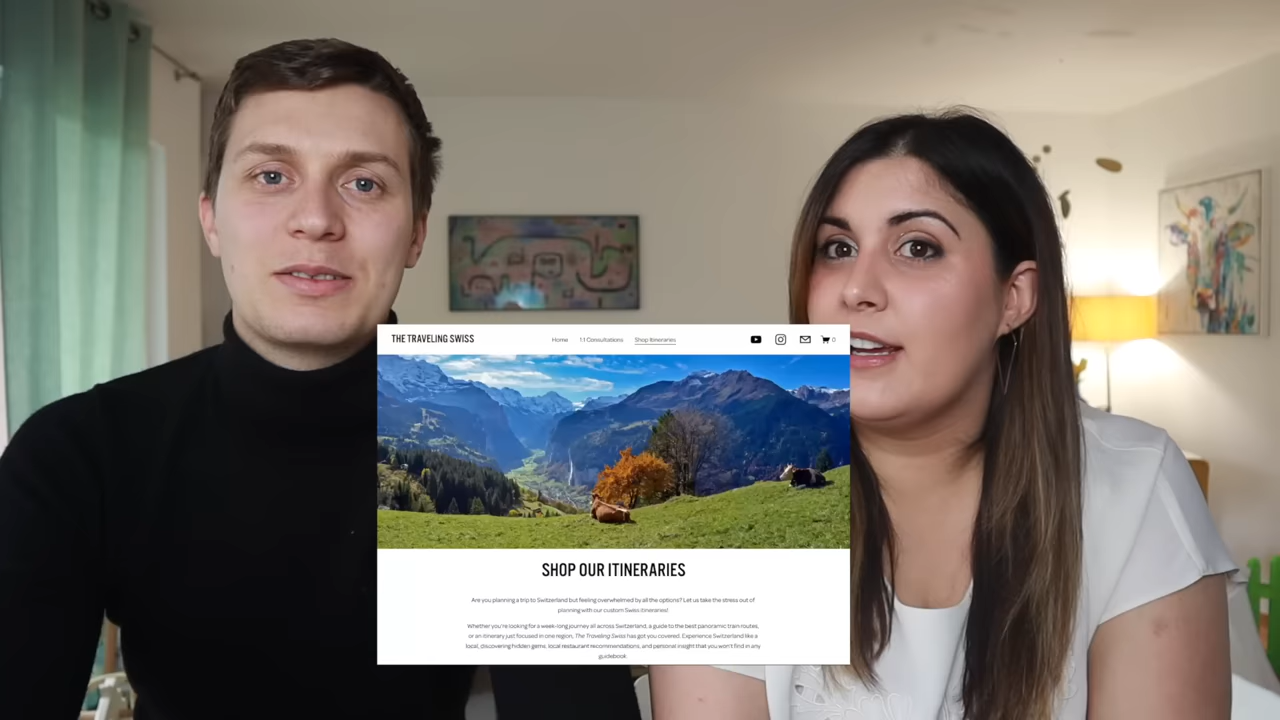 THE TRAVELING SWISS
Home 1:1 Consultations Shop Itineraries 0
SHOP OUR ITINERARIES
Are you planning a trip to Switzerland but feeling overwhelmed by all the options? Let us take the stress out of
planning with our custom Swiss itineraries!
Whether you're looking for a week-long journey all across Switzerland, a guide to the best panoramic train routes,
or an itinerary just focused in one region, The Traveling Swiss has got you covered. Experience Switzerland like a
local, discovering hidden gems, local restaurant recommendations, and personal insight that you won't find in any
guidebook.